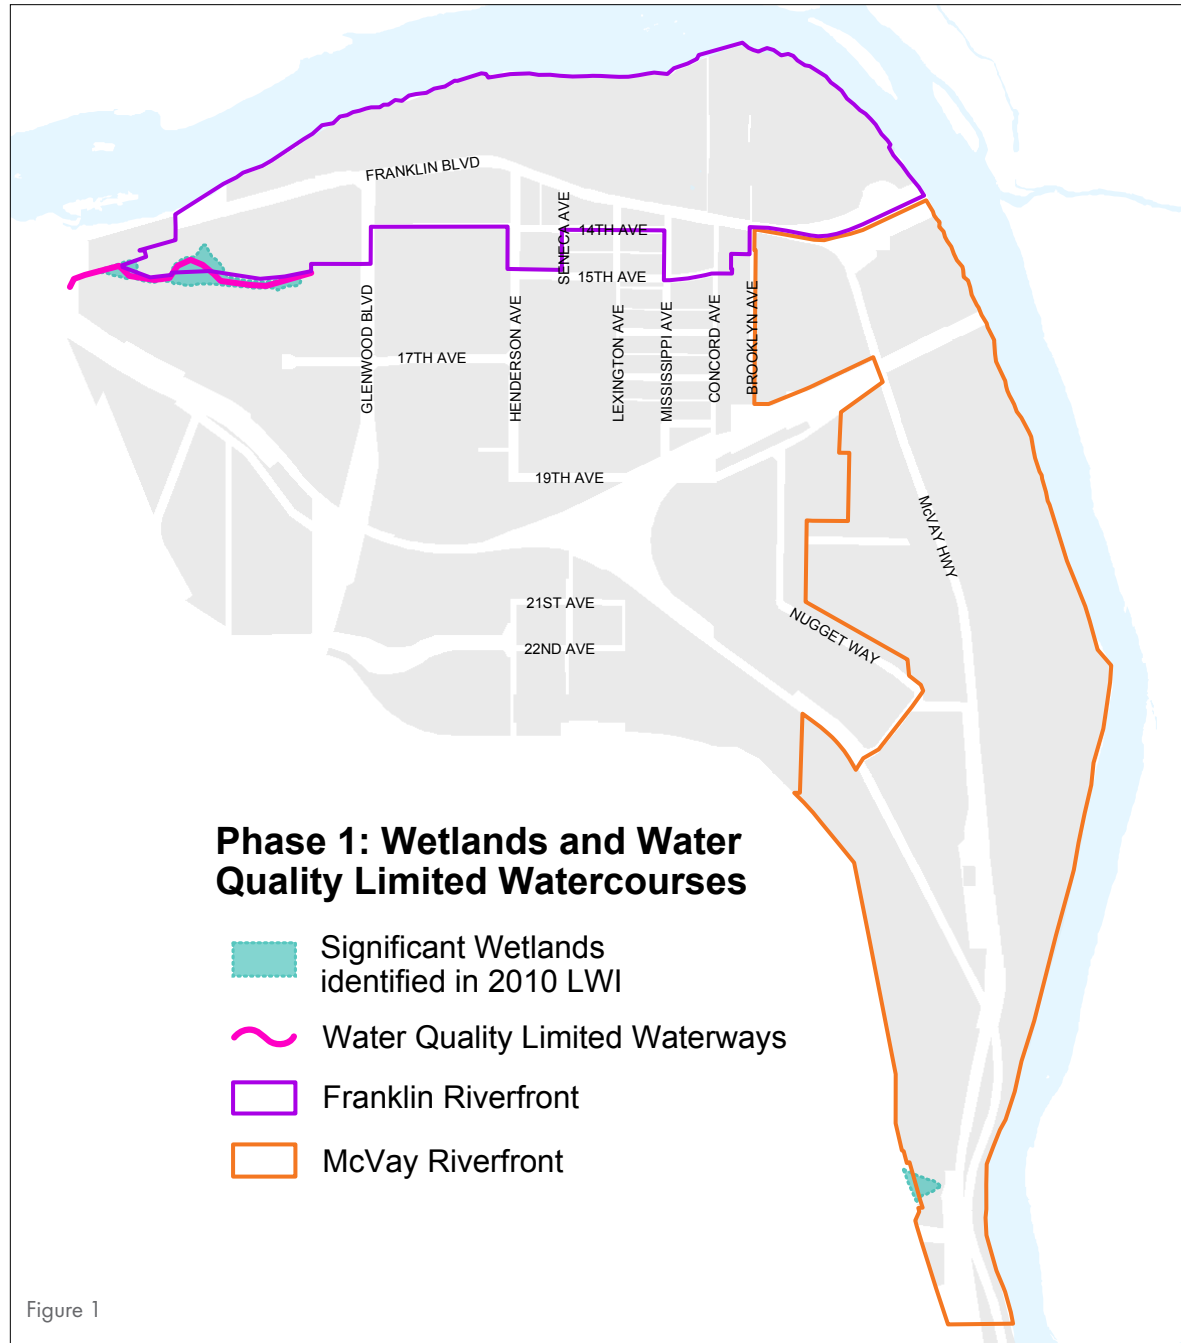 FRANKLIN BLVD
SENECA AVE
14TH AVE
15TH AVE
GLENWOOD BLVD
17TH AVE
HENDERSON AVE
LEXINGTON AVE
MISSISSIPPI AVE
CONCORD AVE
BROOKLYN AVE
19TH AVE
McVAY HWY
21ST AVE
NUGGET WAY
22ND AVE
Phase 1: Wetlands and Water
Quality Limited Watercourses
Significant Wetlands
identified in 2010 LWI
Water Quality Limited Waterways
Franklin Riverfront
McVay Riverfront
Figure 1